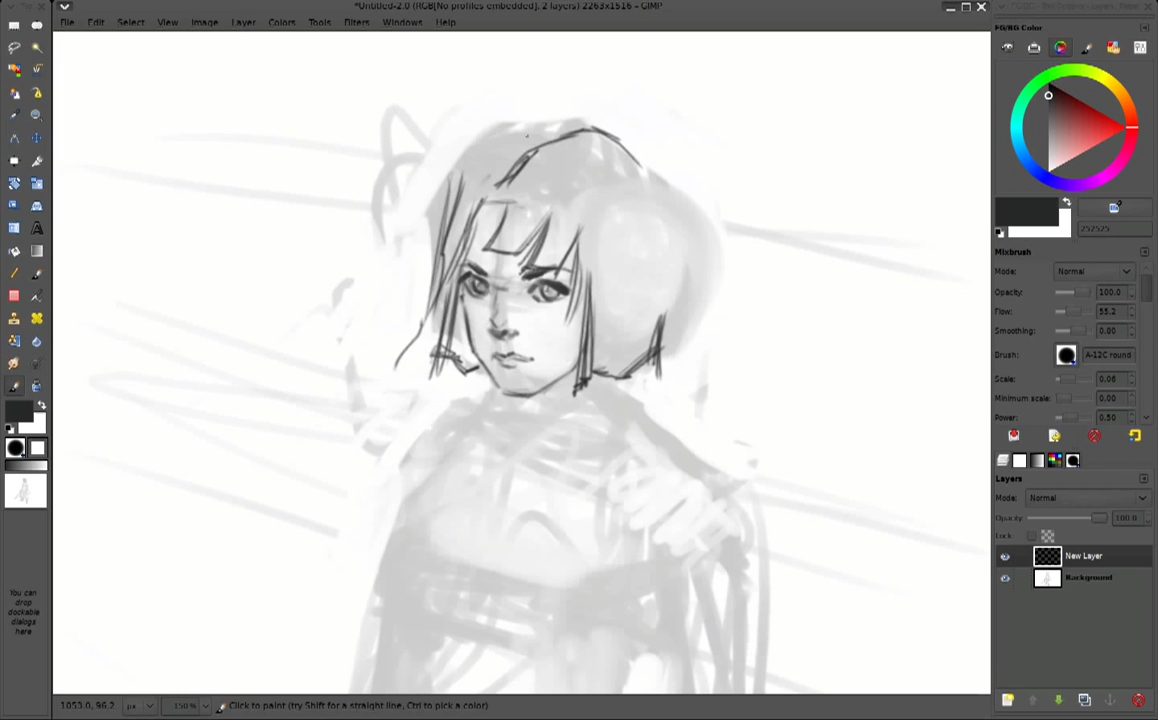 *Untitled-2.0 (RGB[No profiles embedded], 2 layers) 2263x1516 – GIMP
File Edit Select View Image Layer Colors Tools Filters Windows Help
FG/BG Color
252525
Mixbrush
Mode: Normal
Opacity: 100.0
Flow: 55.2
Smoothing: 0.80
Brush: A-12C round
Scale: 0.06
Minimum scale: 0.00
Power: 0.50
Layers
Mode: Normal
Opacity: 100.0
Lock:
New Layer
Background
You can
drop
dockable
dialogs
here
1053.0, 96.2 px 150 % Click to paint (try Shift for a straight line, Ctrl to pick a color)